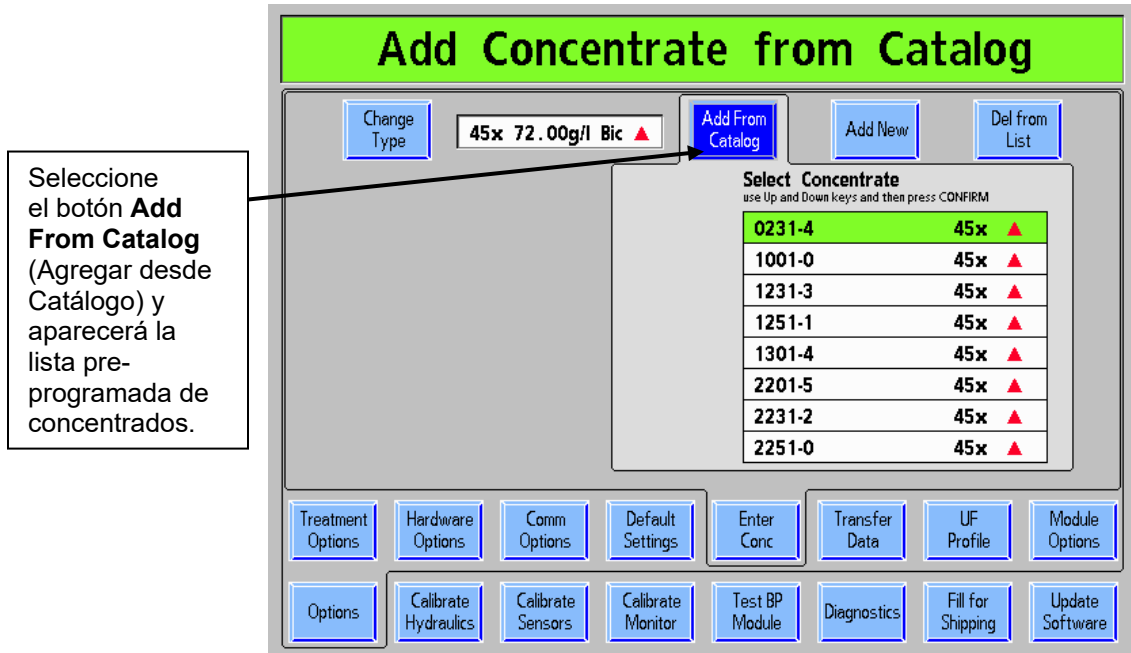 Add Concentrate from Catalog
Change
Type
45x 72.00g/l Bic ▲
Add From
Catalog
Add New
Del from
List
Seleccione
el botón Add
From Catalog
(Agregar desde
Catálogo) y
aparecerá la
lista pre-
programada de
concentrados.
Select Concentrate
use Up and Down keys and then press CONFIRM
0231-4 45x ▲
1001-0 45x ▲
1231-3 45x ▲
1251-1 45x ▲
1301-4 45x ▲
2201-5 45x ▲
2231-2 45x ▲
2251-0 45x ▲
Treatment
Options
Hardware
Options
Comm
Options
Default
Settings
Enter
Conc
Transfer
Data
UF
Profile
Module
Options
Options
Calibrate
Hydraulics
Calibrate
Sensors
Calibrate
Monitor
Test BP
Module
Diagnostics
Fill for
Shipping
Update
Software